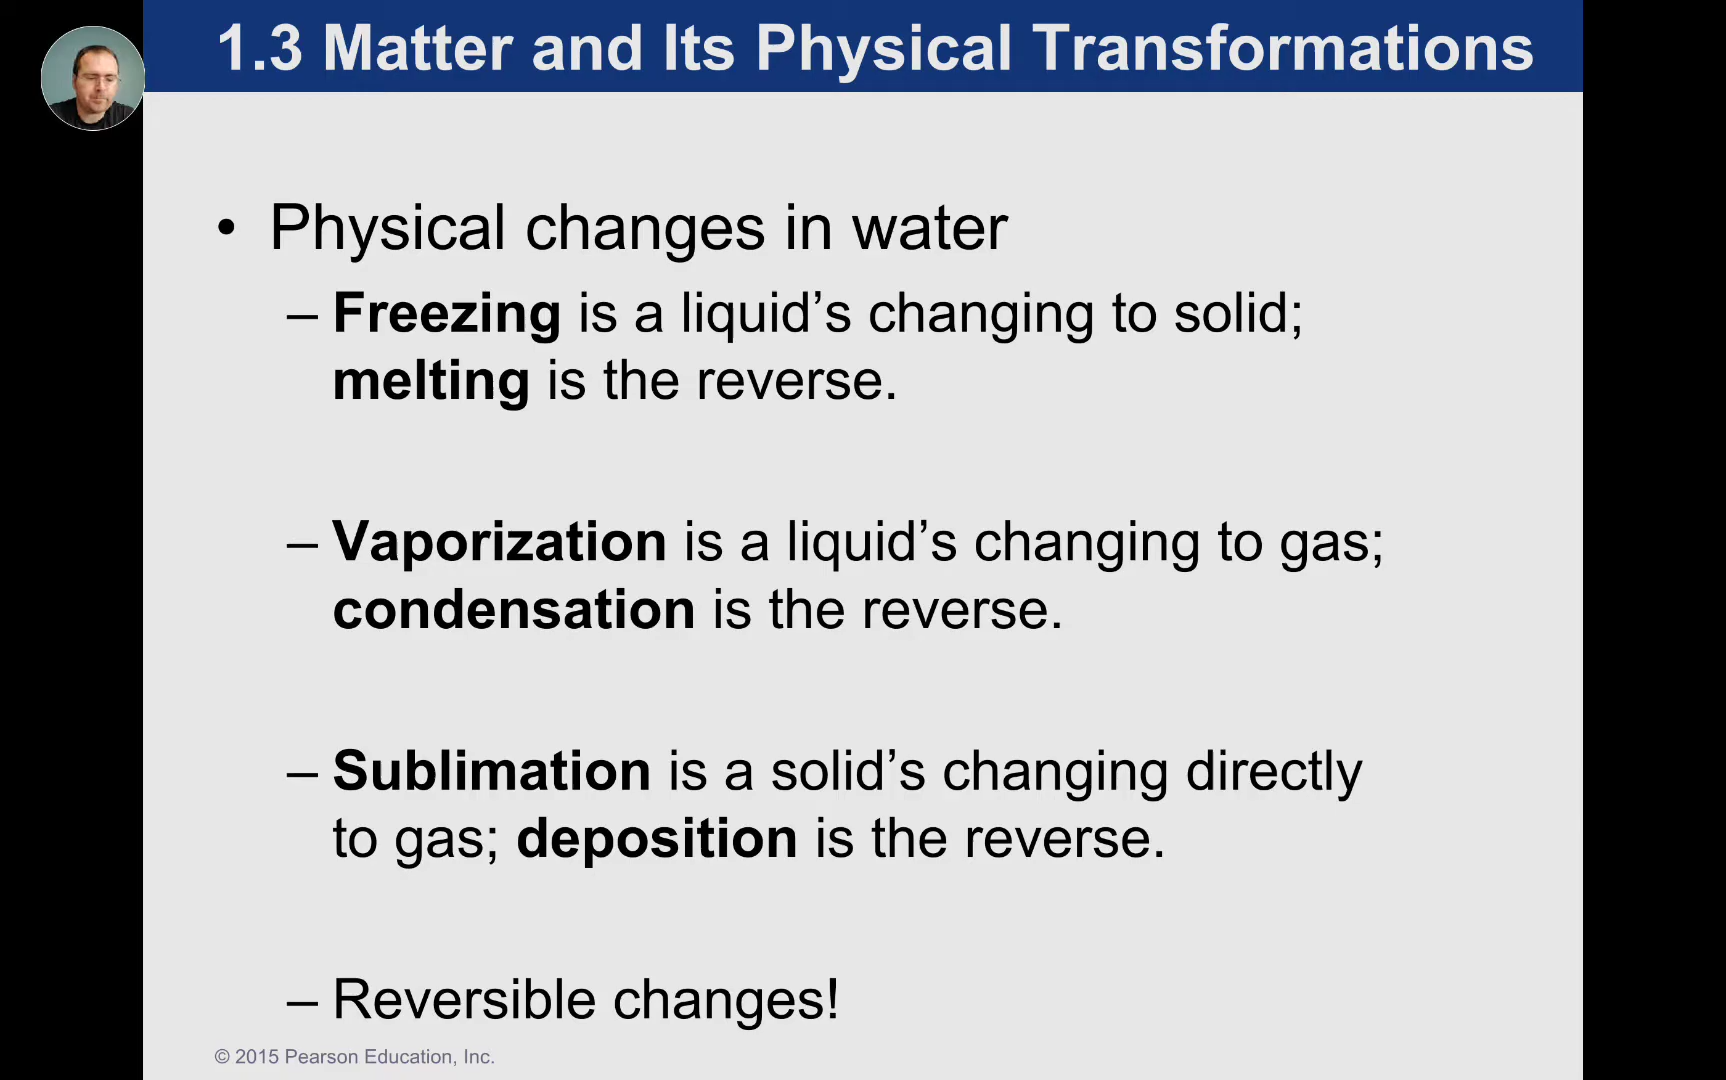 1.3 Matter and Its Physical Transformations
• Physical changes in water
– Freezing is a liquid’s changing to solid;
melting is the reverse.
– Vaporization is a liquid’s changing to gas;
condensation is the reverse.
– Sublimation is a solid’s changing directly
to gas; deposition is the reverse.
– Reversible changes!
© 2015 Pearson Education, Inc.